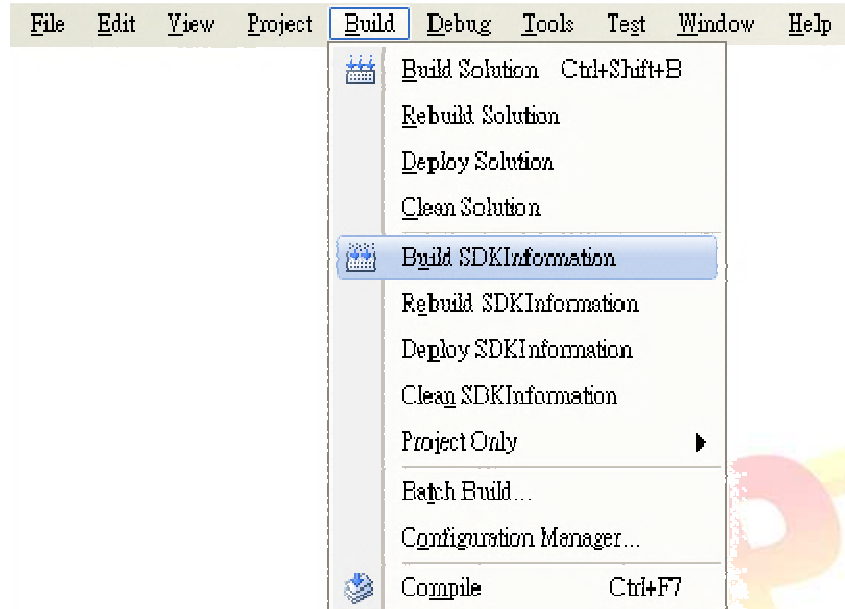 File Edit View Project Build Debug Tools Test Window Help
Build Solution Ctrl+Shift+B
Rebuild Solution
Deploy Solution
Clean Solution
Build SDKInformation
Rebuild SDKInformation
Deploy SDKInformation
Clean SDKInformation
Project Only
Batch Build...
Configuration Manager...
Compile Ctrl+F7